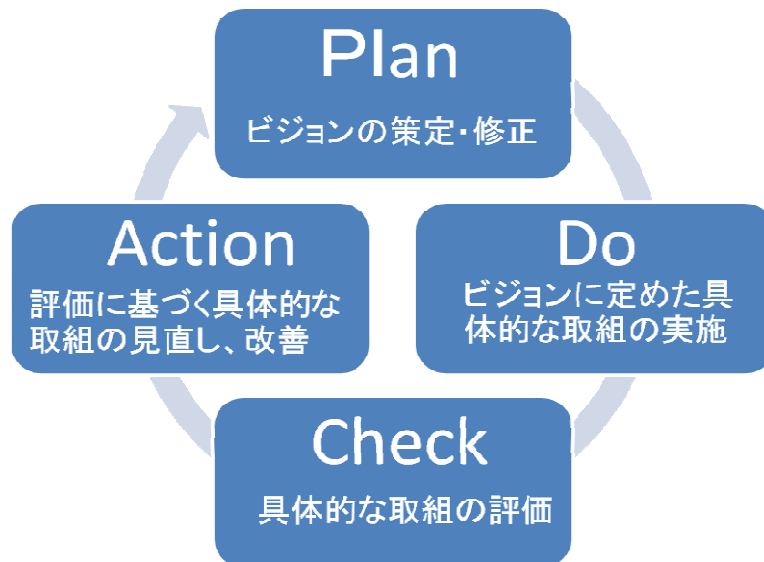 Plan
ビジョンの策定・修正
Do
ビジョンに定めた具
体的な取組の実施
Check
具体的な取組の評価
Action
評価に基づく具体的な
取組の見直し、改善